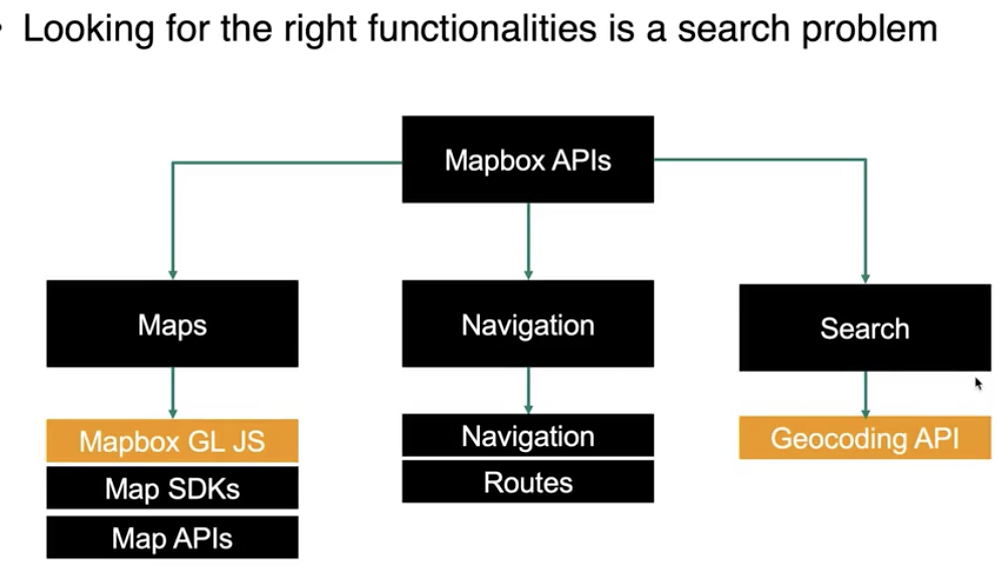 • Looking for the right functionalities is a search problem
Mapbox APIs
Maps
Navigation
Search
Mapbox GL JS
Map SDKs
Map APIs
Navigation
Routes
Geocoding API